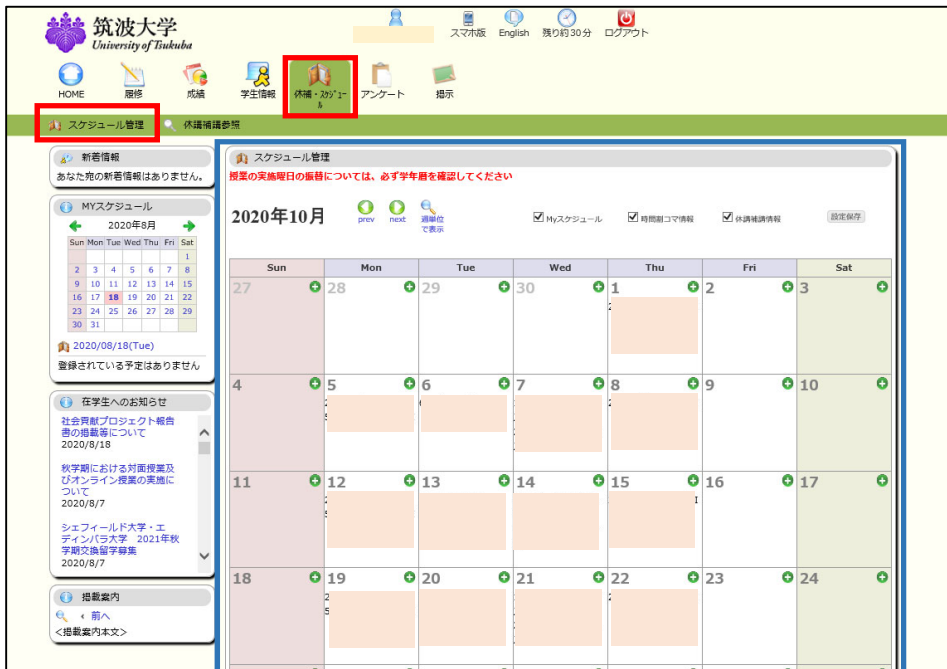 筑波大学
University of Tsukuba
スマホ版 English 残り約30分 ログアウト
HOME 履修 成績 学生情報 休補・スケジュール アンケート 掲示
スケジュール管理 休講補講参照
新着情報
あなた宛の新着情報はありません。
MYスケジュール
2020年8月
Sun Mon Tue Wed Thu Fri Sat
1
2 3 4 5 6 7 8
9 10 11 12 13 14 15
16 17 18 19 20 21 22
23 24 25 26 27 28 29
30 31
2020/08/18(Tue)
登録されている予定はありません
在学生へのお知らせ
社会貢献プロジェクト報告
書の掲載等について
2020/8/18
秋学期における対面授業及
びオンライン授業の実施に
ついて
2020/8/7
シェフィールド大学・エ
ディンバラ大学 2021年秋
学期交換留学募集
2020/8/7
掲載案内
前へ
<掲載案内本文>
スケジュール管理
授業の実施曜日の振替については、必ず学年暦を確認してください
2020年10月
prev next 週単位
で表示
Myスケジュール 時間割コマ情報 休講補講情報 設定保存
Sun Mon Tue Wed Thu Fri Sat
27 28 29 30 1 2 3
4 5 6 7 8 9 10
11 12 13 14 15 16 17
18 19 20 21 22 23 24